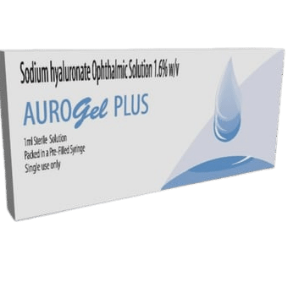 Sodium hyaluronate Ophthalmic Solution 1.6% w/v
AUROGel PLUS
1ml Sterile Solution
Packed in a Pre-Filled Syringe
Single use only